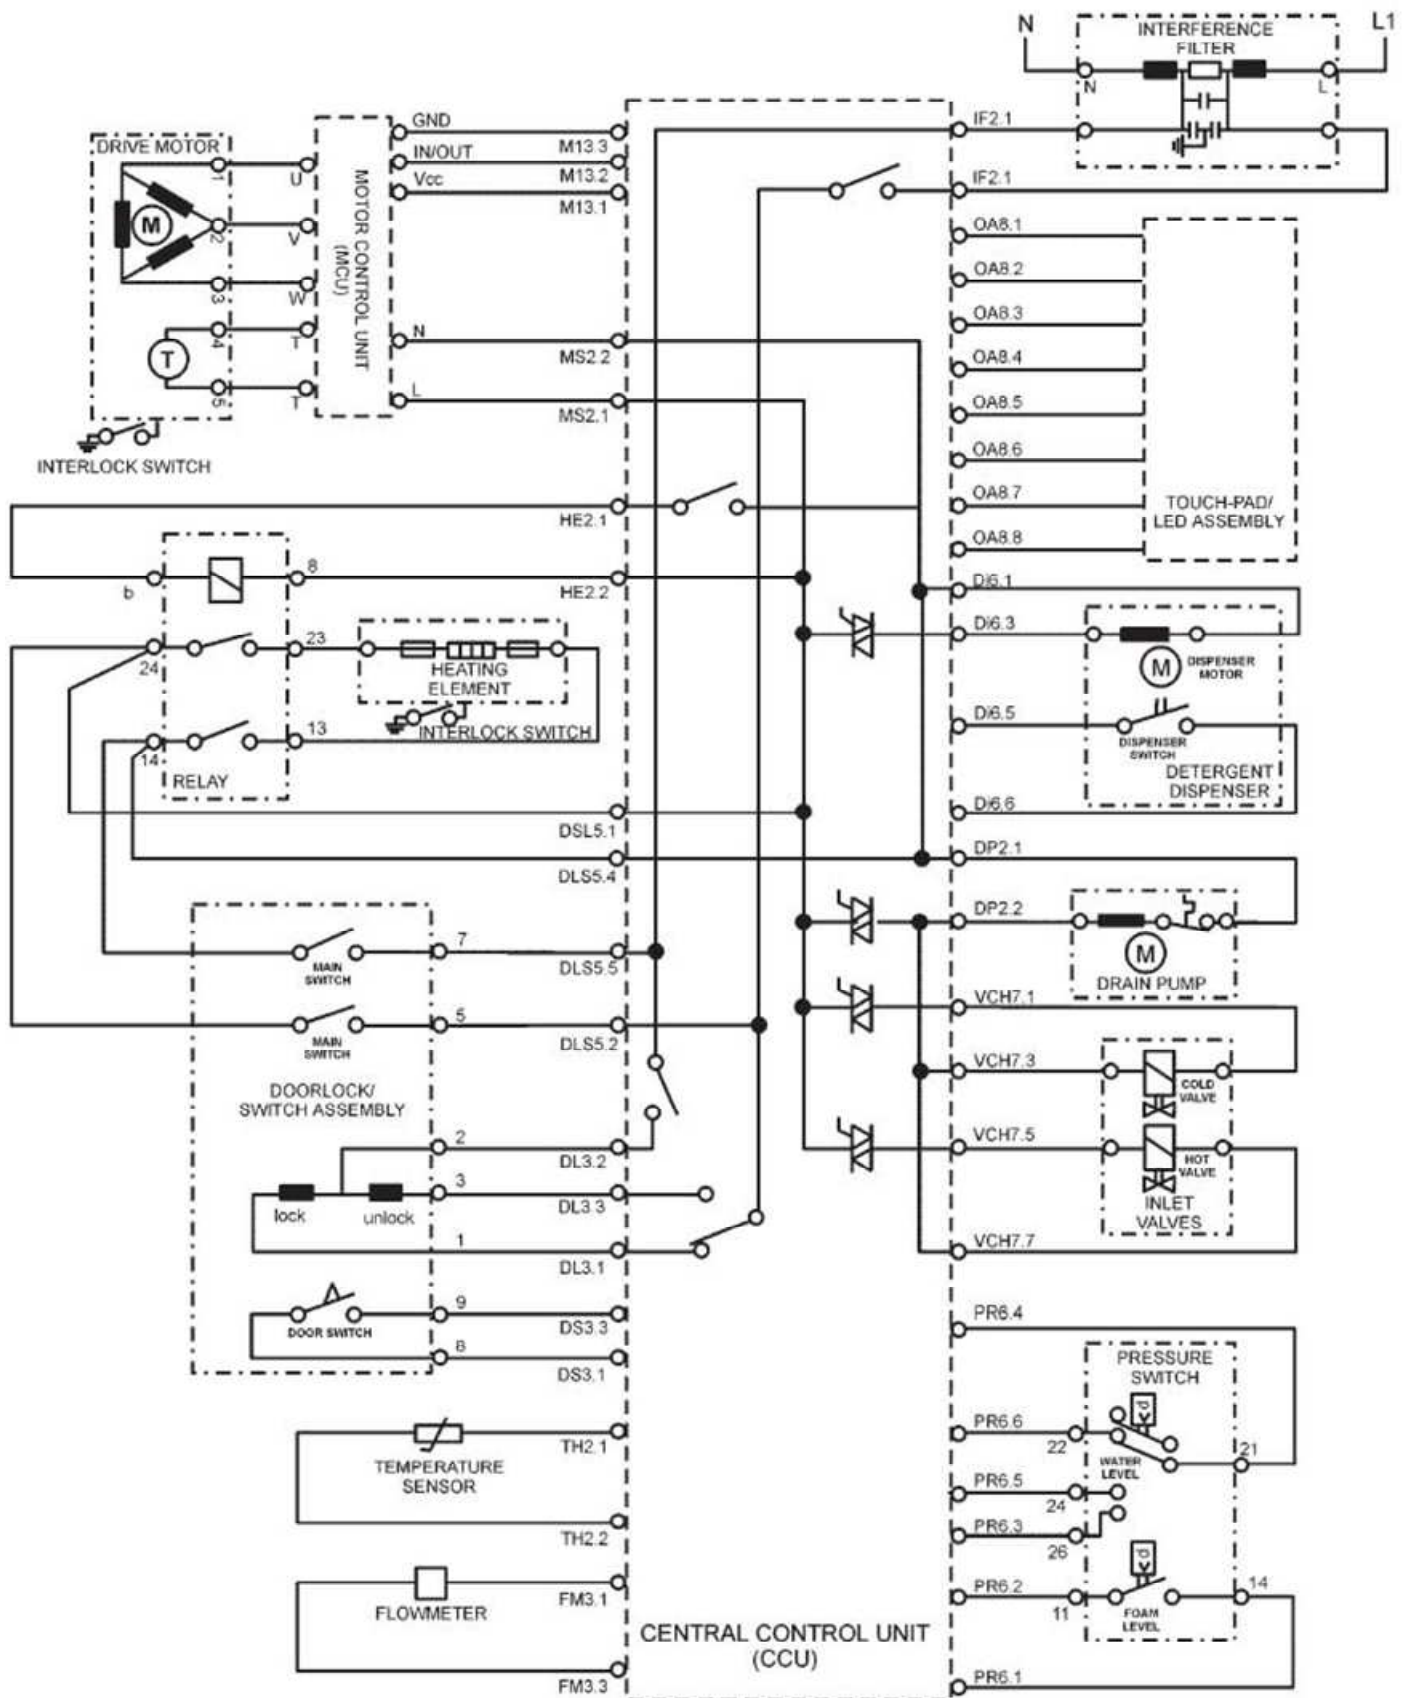 N
L1
INTERFERENCE
FILTER
N
L
DRIVE MOTOR
1
2
3
4
5
M
T
U
V
W
T
T
MOTOR CONTROL UNIT
(MCU)
GND
IN/OUT
Vcc
N
L
M13.3
M13.2
M13.1
MS2.2
MS2.1
INTERLOCK SWITCH
IF2.1
IF2.1
OA8.1
OA8.2
OA8.3
OA8.4
OA8.5
OA8.6
OA8.7
OA8.8
TOUCH-PAD/
LED ASSEMBLY
HE2.1
HE2.2
b
8
24
23
14
13
RELAY
HEATING
ELEMENT
INTERLOCK SWITCH
DSL5.1
DLS5.4
DI6.1
DI6.3
DI6.5
DI6.6
M
DISPENSER
MOTOR
DISPENSER
SWITCH
DETERGENT
DISPENSER
DP2.1
DP2.2
M
DRAIN PUMP
MAIN
SWITCH
7
DLS5.5
MAIN
SWITCH
5
DLS5.2
DOORLOCK/
SWITCH ASSEMBLY
2
DL3.2
lock
unlock
3
DL3.3
1
DL3.1
DOOR SWITCH
9
DS3.3
8
DS3.1
VCH7.1
VCH7.3
VCH7.5
VCH7.7
COLD
VALVE
HOT
VALVE
INLET
VALVES
TEMPERATURE
SENSOR
TH2.1
TH2.2
FLOWMETER
FM3.1
FM3.3
CENTRAL CONTROL UNIT
(CCU)
PR6.4
PRESSURE
SWITCH
PR6.6
22
d
WATER
LEVEL
21
PR6.5
24
PR6.3
26
PR6.2
11
d
FOAM
LEVEL
14
PR6.1